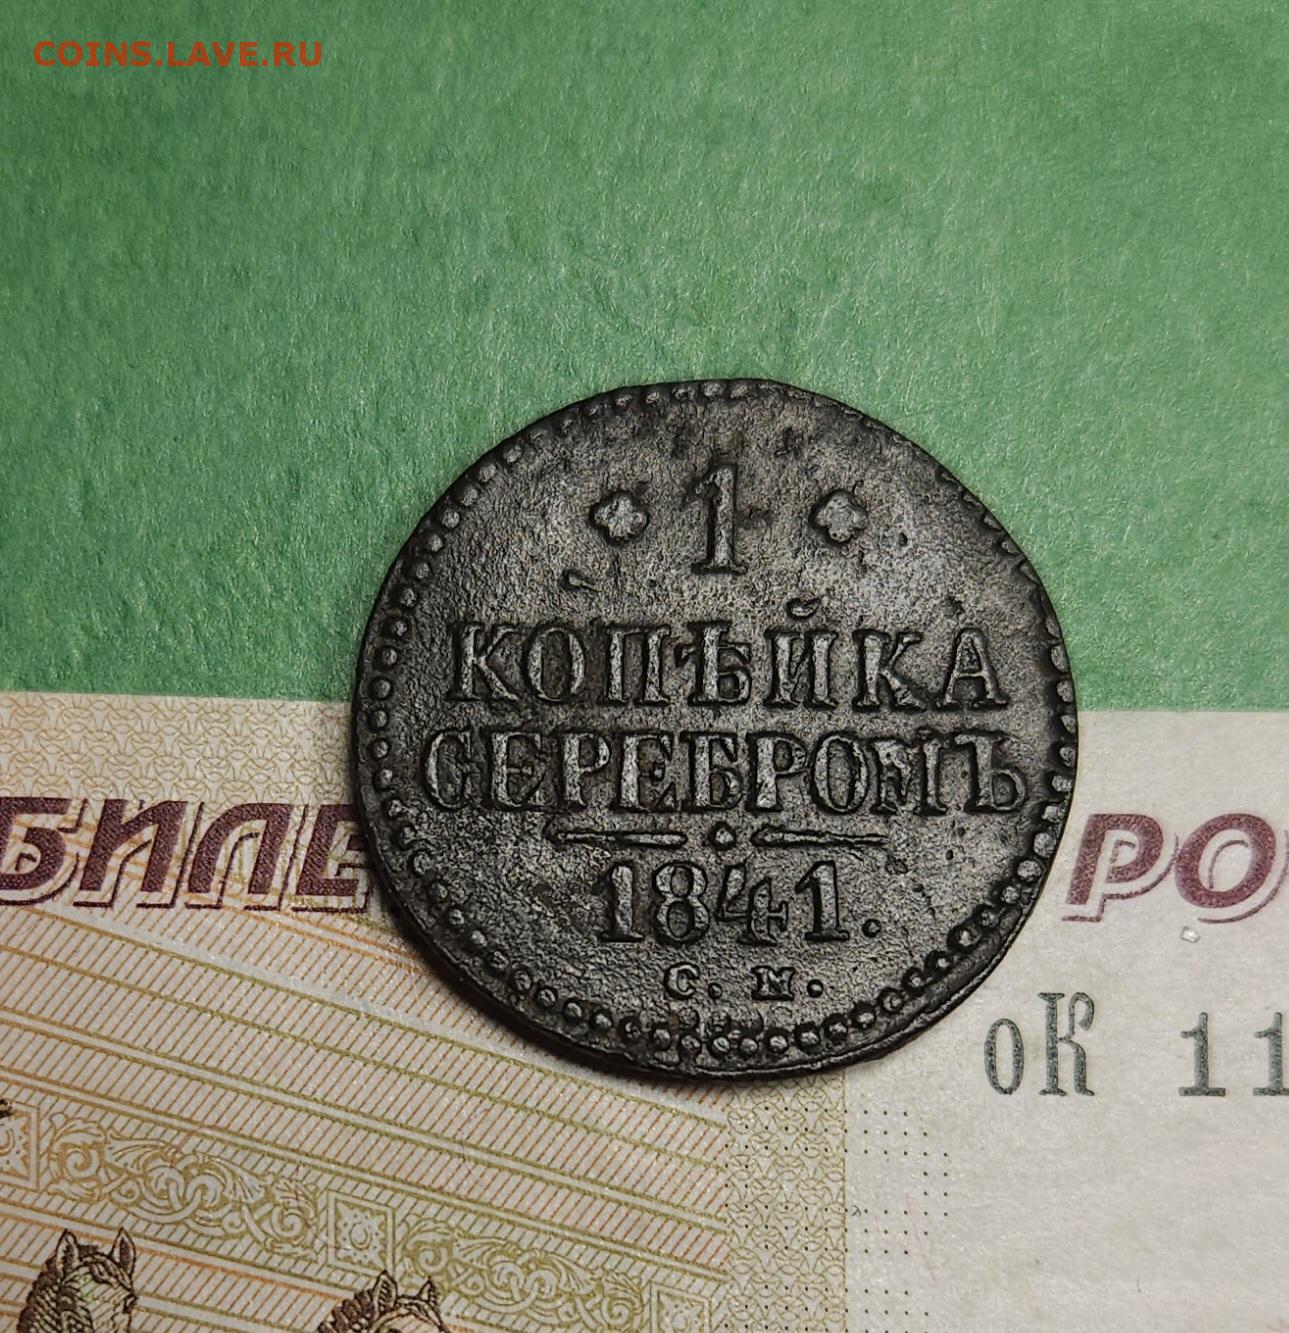 COINS.LAVE.RU
1
КОПѢЙКА
СЕРЕБРОМЪ
1841.
С. М.
БИЛЕ РО
оК 11